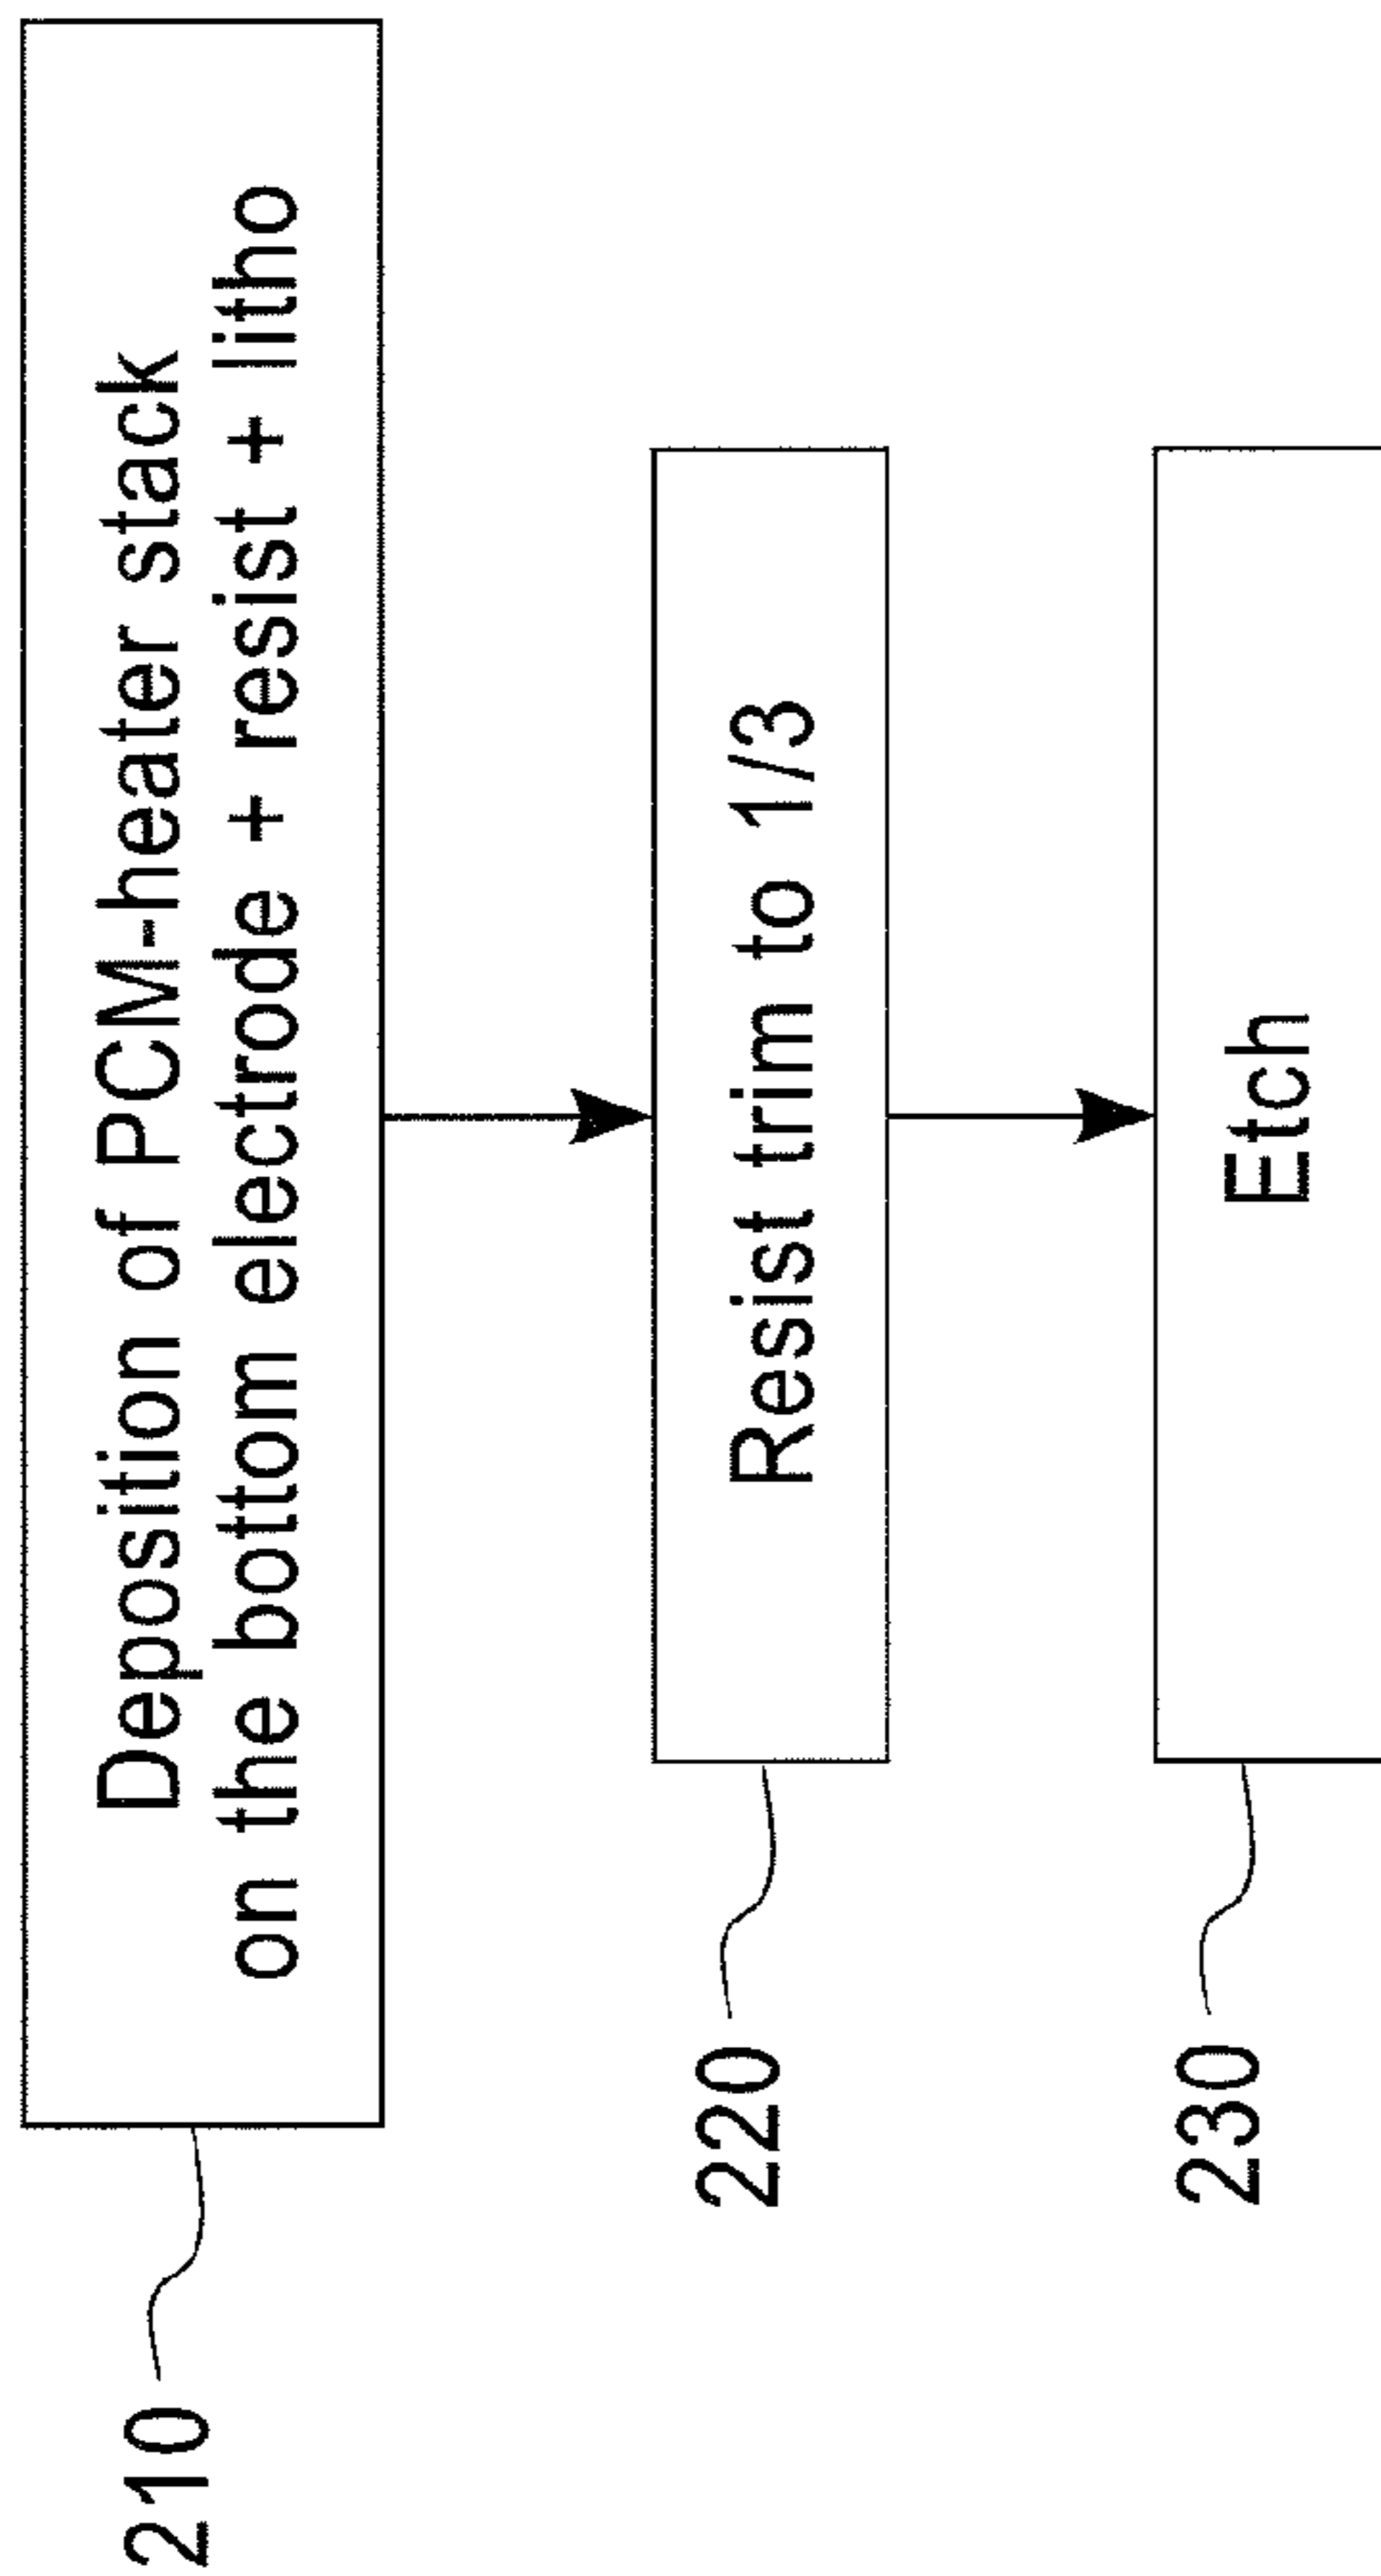 210
Deposition of PCM-heater stack
on the bottom electrode + resist + litho
220
Resist trim to 1/3
230
Etch